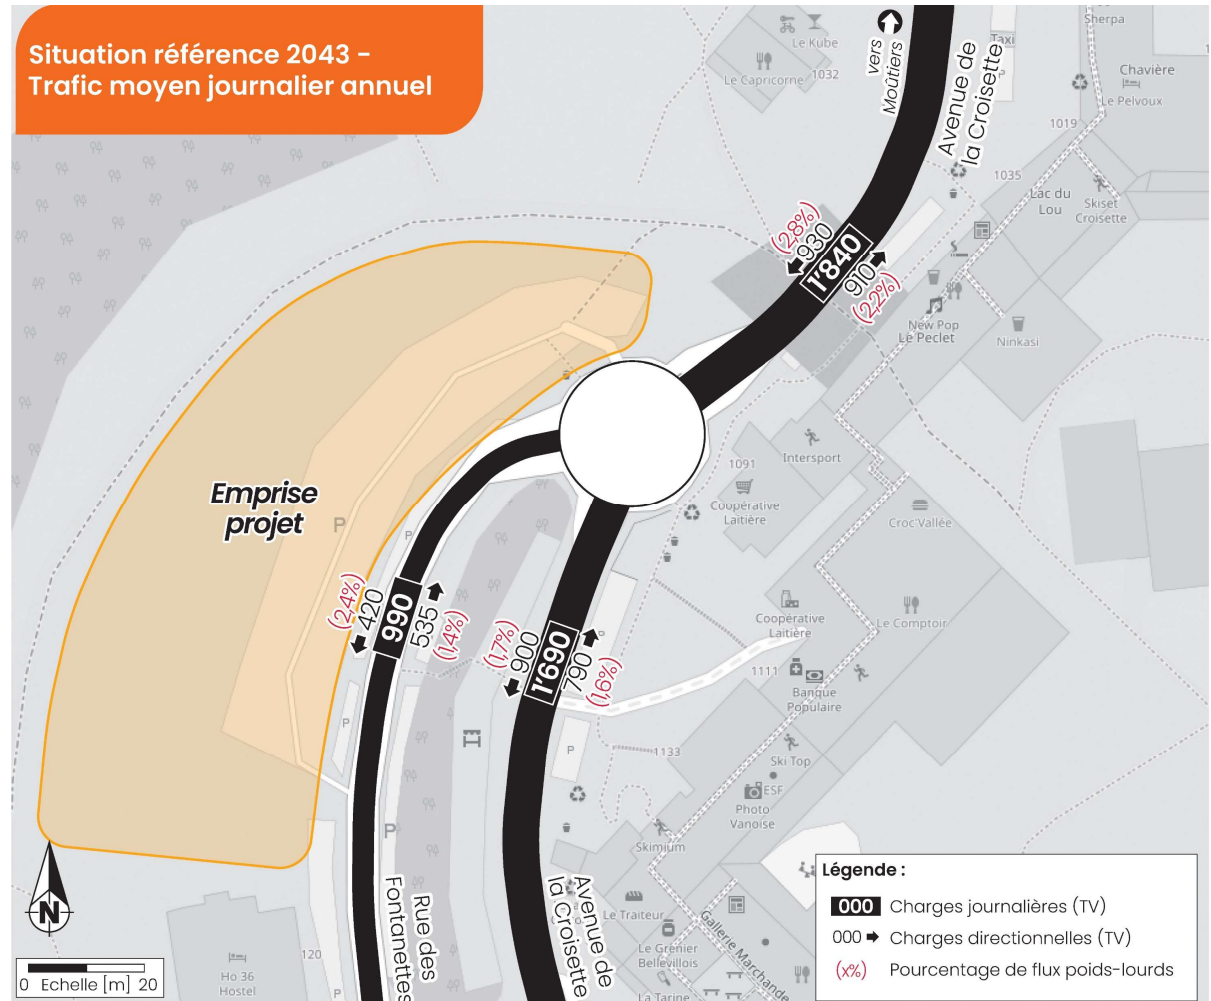 Situation référence 2043 -
Trafic moyen journalier annuel
vers
Moûtiers
Avenue de
la Croisette
Le Kube
Le Capricorne
1032
Sherpa
Taxi
P
Chavière
Le Pelvoux
1019
1035
Lac du
Lou
Skiset
Croisette
(2,8%)
930
1'840
910
(2,2%)
New Pop
Le Peclet
Ninkasi
Intersport
1091
Coopérative
Laitière
Croc-Vallée
Emprise
projet
P
P
(2,4%)
420
990
535
(1,4%)
(1,7%)
900
1'690
790
(1,6%)
P
Coopérative
Laitière
Le Comptoir
1111
Banque
Populaire
P
P
1133
Ski Top
ESF
Photo
Vanoise
P
Skimium
Rue des
Fontanettes
Avenue de
la Croisette
Le Traiteur
Gallerie Marchande
Le Grenier
Bellevillois
La Tarine
Ho 36
Hostel
120
N
0 Echelle [m] 20
Légende :
000 Charges journalières (TV)
000 Charges directionnelles (TV)
(x%) Pourcentage de flux poids-lourds